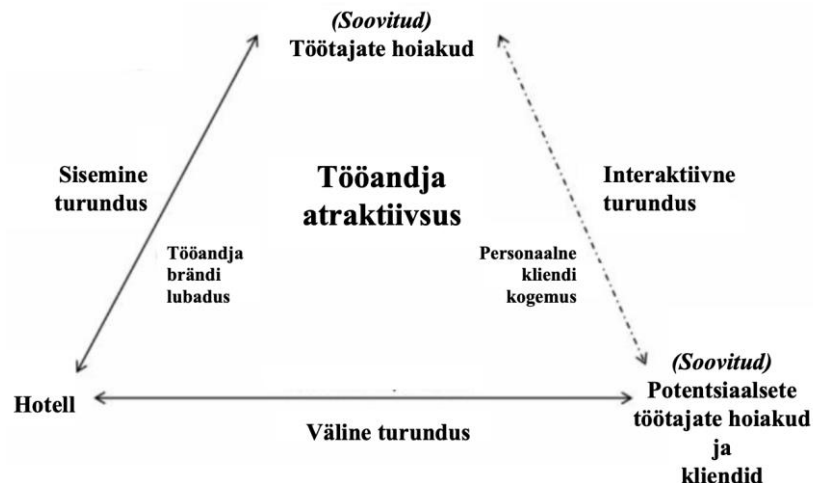 (Soovitud)
Töötajate hoiakud
Sisemine
turundus
Tööandja
atraktiivsus
Interaktiivne
turundus
Tööandja
brändi
lubadus
Personaalne
kliendi
kogemus
Hotell
Väline turundus
(Soovitud)
Potentsiaalsete
töötajate hoiakud
ja
kliendid